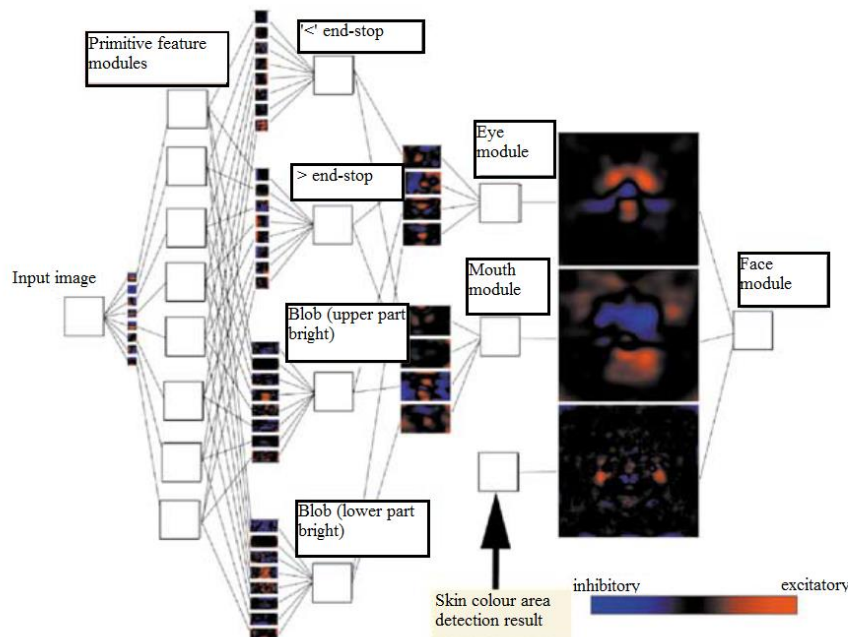 '<' end-stop
Primitive feature
modules
Eye
module
> end-stop
Input image
Mouth
module
Face
module
Blob (upper part
bright)
Blob (lower part
bright)
inhibitory
excitatory
Skin colour area
detection result